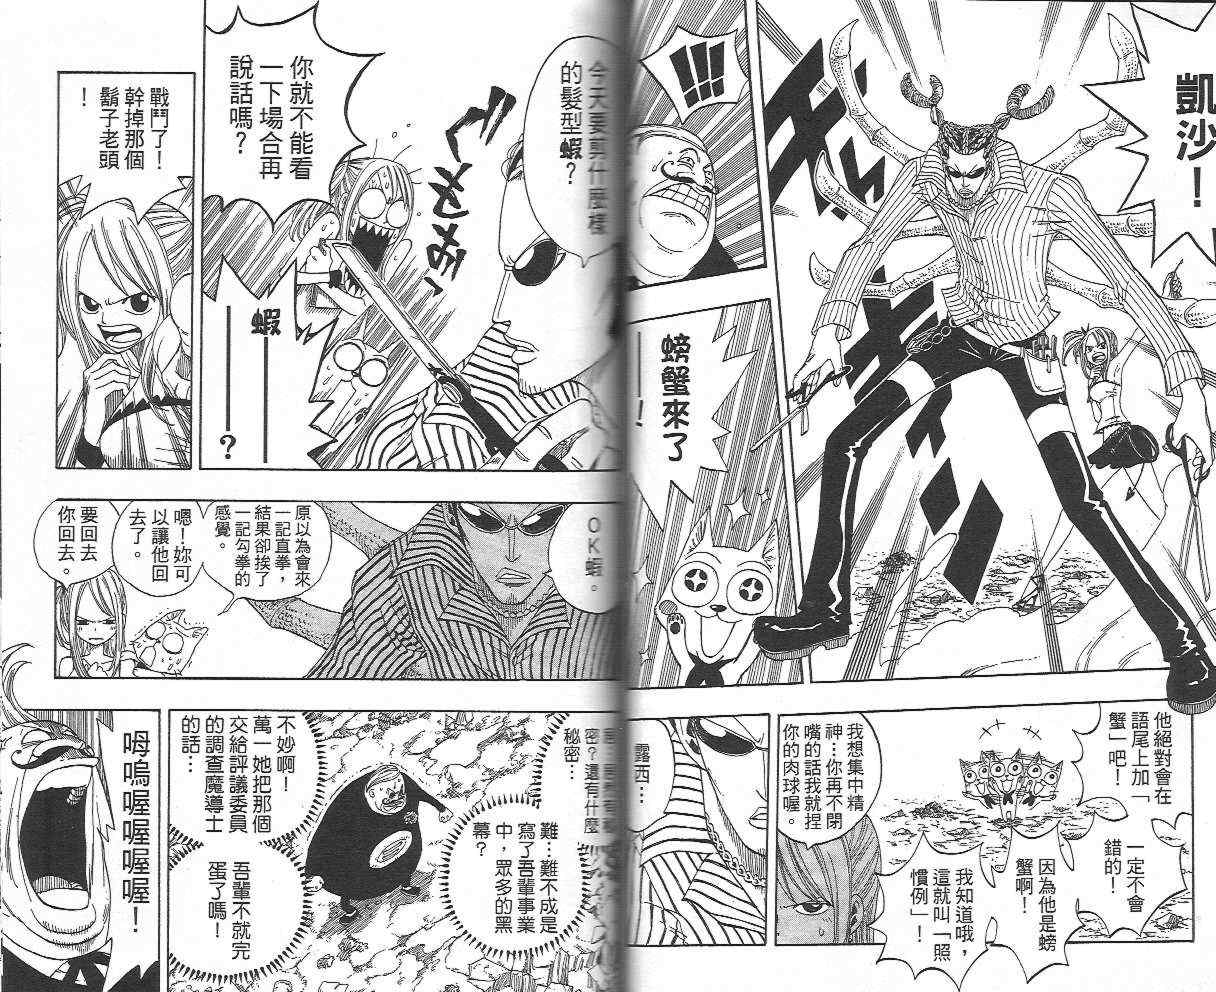 凱沙！
！！！
螃蟹來了
他絕對會在
語尾上加「
蟹」吧！
一定不會
錯的！
因為他是螃
蟹啊！
我知道哦，
這就叫「照
慣例」！
我想集中精
神…你再不閉
嘴的話我就捏
你的肉球喔。
露西…
今天要剪什麼樣
的髮型蝦？
你就不能看
一下場合再
說話嗎？
蝦
——？
戰鬥了！
幹掉那個
鬍子老頭
！
OK蝦。
原以為會來
一記直拳，
結果卻挨了
一記勾拳的
感覺。
嗯！妳可
以讓他回
去了。
要回去
你回去。
密？還有什麼
秘密…
難…難不成是
寫了吾輩事業
中，眾多的黑
幕？
不妙啊！
萬一她把那個
交給評議委員
的調查魔導士
的話…
吾輩不就完
蛋了嗎！
呣嗚喔喔喔喔！